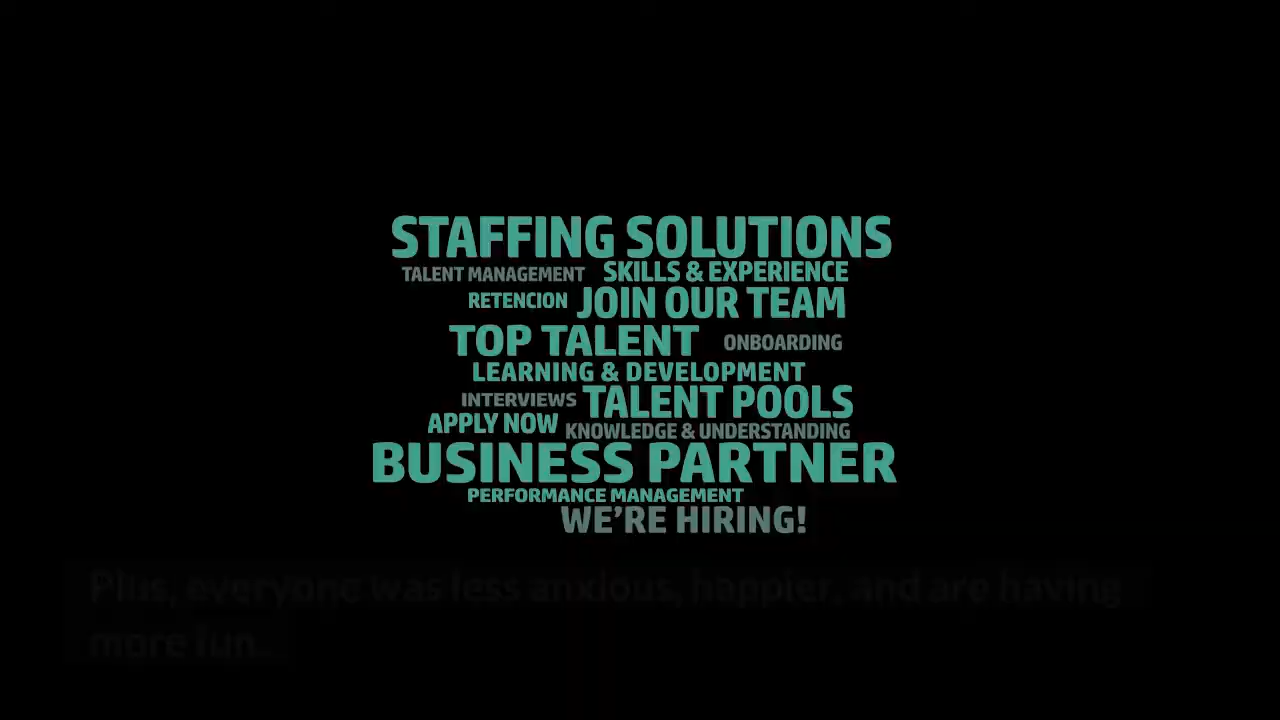 STAFFING SOLUTIONS
TALENT MANAGEMENT SKILLS & EXPERIENCE
RETENCION JOIN OUR TEAM
TOP TALENT ONBOARDING
LEARNING & DEVELOPMENT
INTERVIEWS TALENT POOLS
APPLY NOW KNOWLEDGE & UNDERSTANDING
BUSINESS PARTNER
PERFORMANCE MANAGEMENT
WE'RE HIRING!
Plus, everyone was less anxious, happier, and are having
more fun.